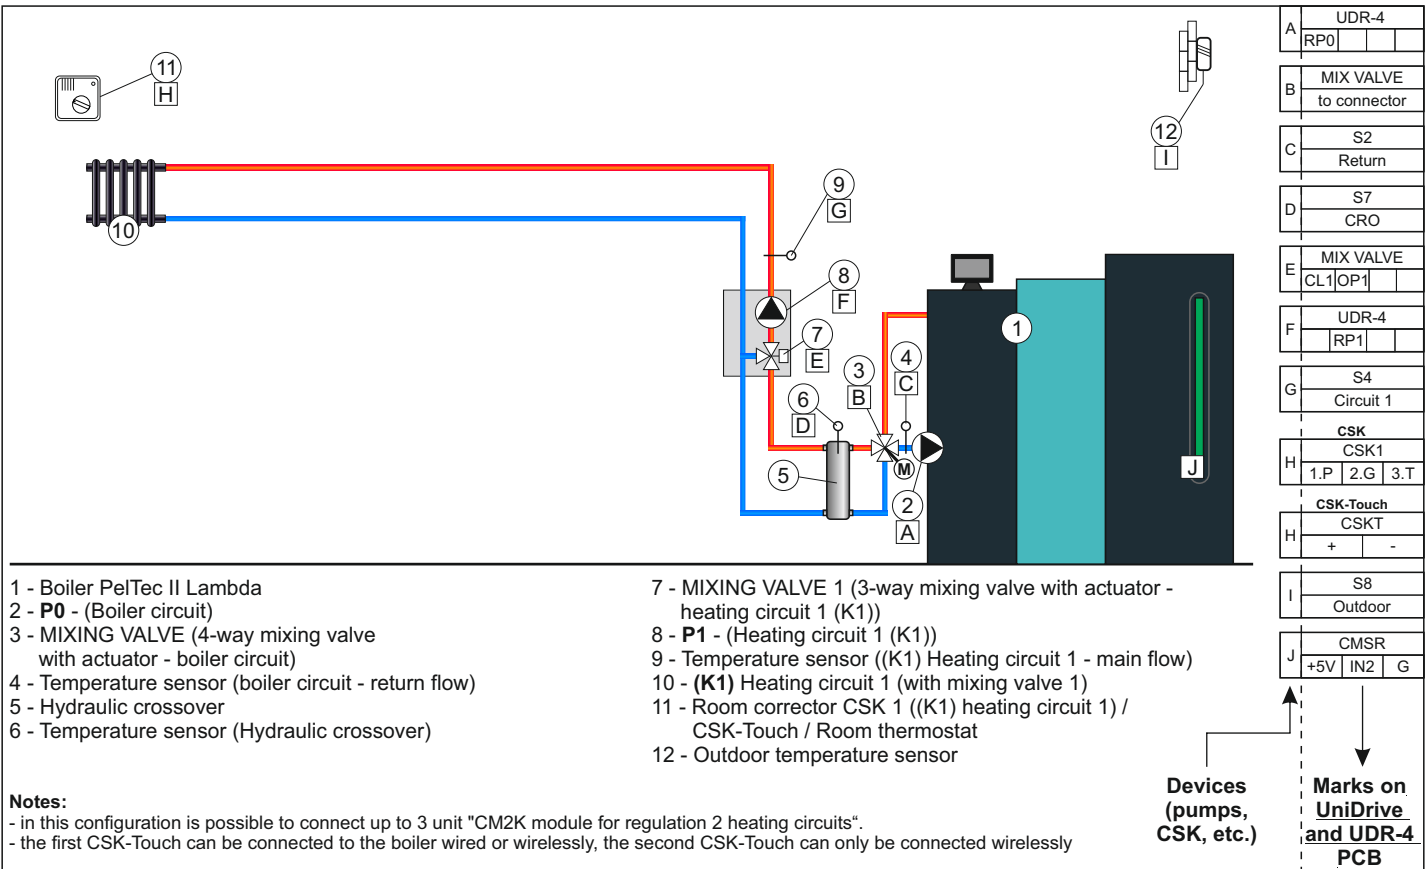 11
H
12
I
9
G
10
8
F
7
E
1
3
B
4
C
6
D
M
5
J
2
A
1 - Boiler PelTec II Lambda
2 - P0 - (Boiler circuit)
3 - MIXING VALVE (4-way mixing valve
with actuator - boiler circuit)
4 - Temperature sensor (boiler circuit - return flow)
5 - Hydraulic crossover
6 - Temperature sensor (Hydraulic crossover)
7 - MIXING VALVE 1 (3-way mixing valve with actuator -
heating circuit 1 (K1))
8 - P1 - (Heating circuit 1 (K1))
9 - Temperature sensor ((K1) Heating circuit 1 - main flow)
10 - (K1) Heating circuit 1 (with mixing valve 1)
11 - Room corrector CSK 1 ((K1) heating circuit 1) /
CSK-Touch / Room thermostat
12 - Outdoor temperature sensor
Notes:
- in this configuration is possible to connect up to 3 unit "CM2K module for regulation 2 heating circuits“.
- the first CSK-Touch can be connected to the boiler wired or wirelessly, the second CSK-Touch can only be connected wirelessly
A UDR-4
RP0
B MIX VALVE
to connector
C S2
Return
D S7
CRO
E MIX VALVE
CL1 OP1
F UDR-4
RP1
G S4
Circuit 1
CSK
H CSK1
1.P 2.G 3.T
CSK-Touch
H CSKT
+ -
I S8
Outdoor
J CMSR
+5V IN2 G
Devices
(pumps,
CSK, etc.)
Marks on
UniDrive
and UDR-4
PCB